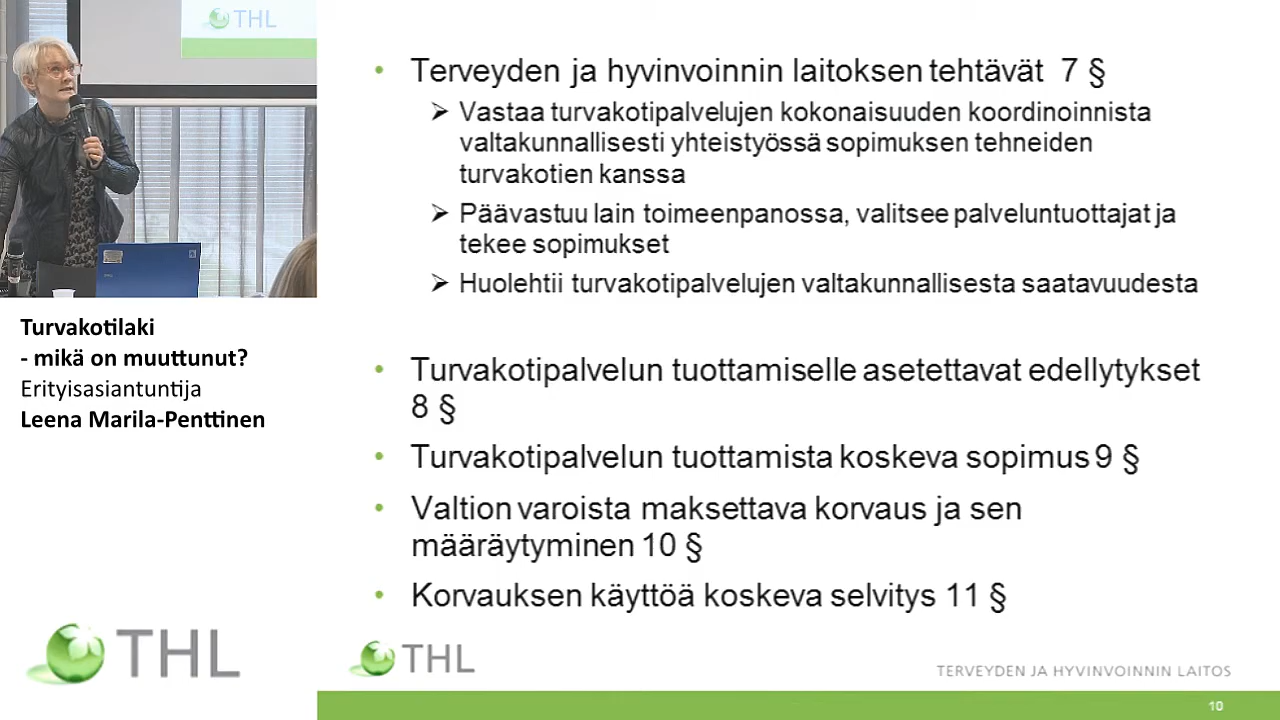 THL
Turvakotilaki
- mikä on muuttunut?
Erityisasiantuntija
Leena Marila-Penttinen
THL
• Terveyden ja hyvinvoinnin laitoksen tehtävät 7 §
➢ Vastaa turvakotipalvelujen kokonaisuuden koordinoinnista
valtakunnallisesti yhteistyössä sopimuksen tehneiden
turvakotien kanssa
➢ Päävastuu lain toimeenpanossa, valitsee palveluntuottajat ja
tekee sopimukset
➢ Huolehtii turvakotipalvelujen valtakunnallisesta saatavuudesta
• Turvakotipalvelun tuottamiselle asetettavat edellytykset
8 §
• Turvakotipalvelun tuottamista koskeva sopimus 9 §
• Valtion varoista maksettava korvaus ja sen
määräytyminen 10 §
• Korvauksen käyttöä koskeva selvitys 11 §
THL
TERVEYDEN JA HYVINVOINNIN LAITOS
10